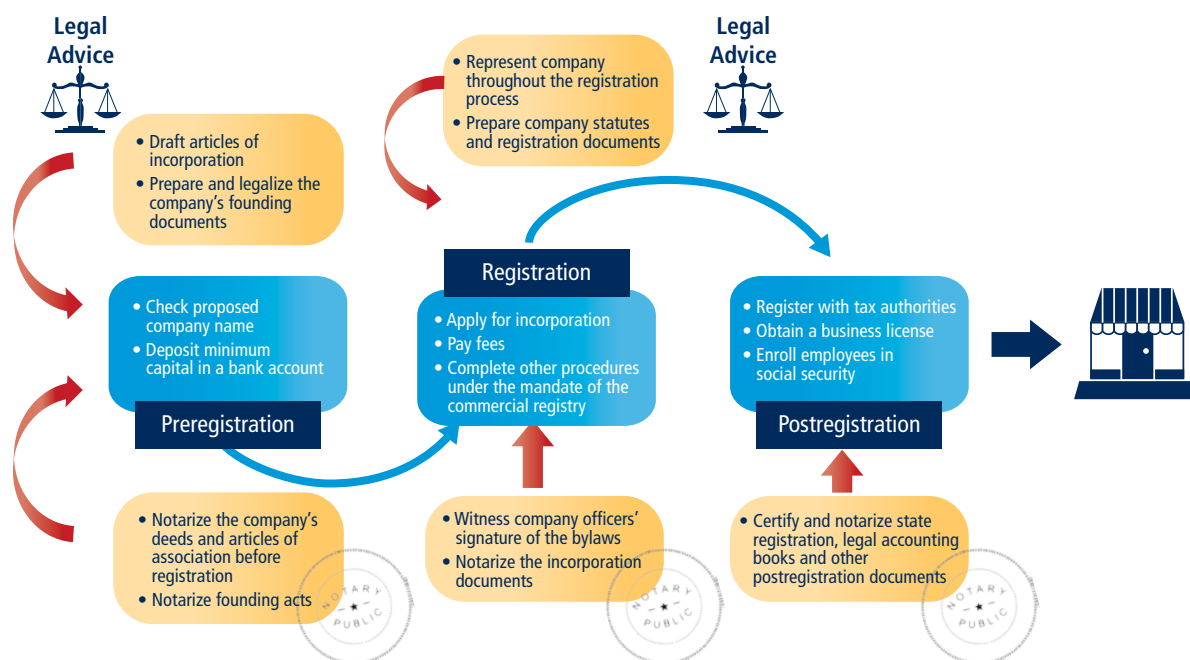 Legal
Advice
• Draft articles of
incorporation
• Prepare and legalize the
company’s founding
documents
• Represent company
throughout the registration
process
• Prepare company statutes
and registration documents
Legal
Advice
• Check proposed
company name
• Deposit minimum
capital in a bank account
Preregistration
Registration
• Apply for incorporation
• Pay fees
• Complete other procedures
under the mandate of the
commercial registry
• Register with tax authorities
• Obtain a business license
• Enroll employees in
social security
Postregistration
• Notarize the company’s
deeds and articles of
association before
registration
• Notarize founding acts
NOTARY
PUBLIC
• Witness company officers’
signature of the bylaws
• Notarize the incorporation
documents
NOTARY
PUBLIC
• Certify and notarize state
registration, legal accounting
books and other
postregistration documents
NOTARY
PUBLIC